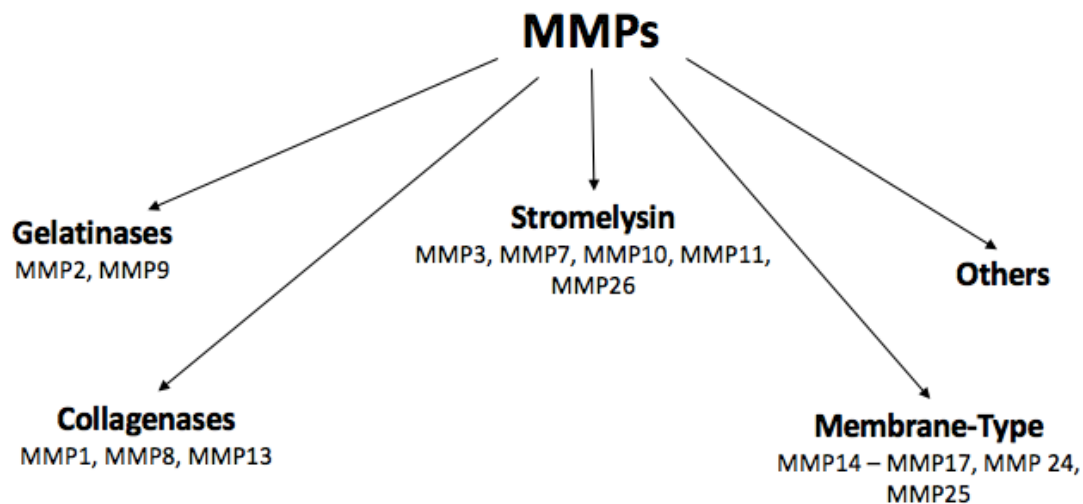 MMPs
Gelatinases
MMP2, MMP9
Stromelysin
MMP3, MMP7, MMP10, MMP11,
MMP26
Others
Collagenases
MMP1, MMP8, MMP13
Membrane-Type
MMP14 – MMP17, MMP 24,
MMP25